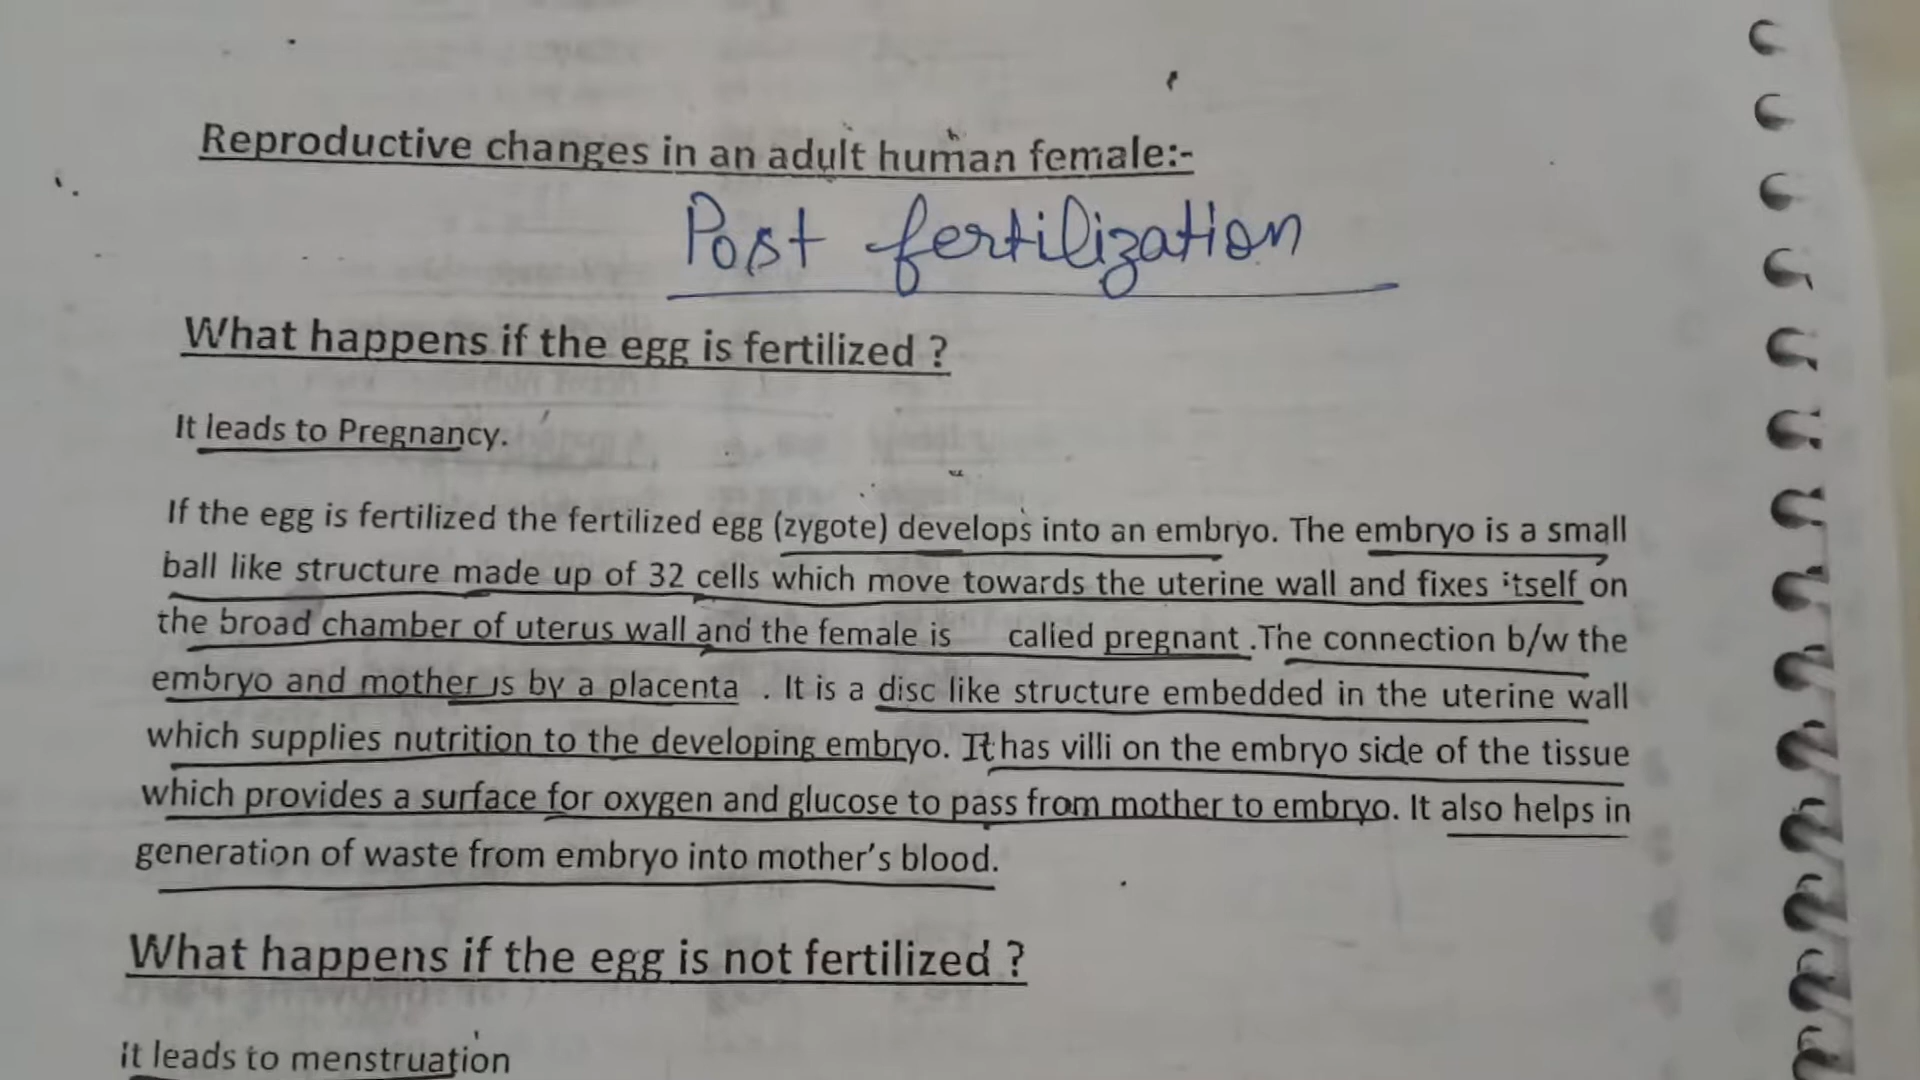 Reproductive changes in an adult human female:-
Post fertilization
What happens if the egg is fertilized ?
It leads to Pregnancy.
If the egg is fertilized the fertilized egg (zygote) develops into an embryo. The embryo is a small
ball like structure made up of 32 cells which move towards the uterine wall and fixes itself on
the broad chamber of uterus wall and the female is called pregnant .The connection b/w the
embryo and mother is by a placenta . It is a disc like structure embedded in the uterine wall
which supplies nutrition to the developing embryo. It has villi on the embryo side of the tissue
which provides a surface for oxygen and glucose to pass from mother to embryo. It also helps in
generation of waste from embryo into mother's blood.
What happens if the egg is not fertilized ?
It leads to menstruation